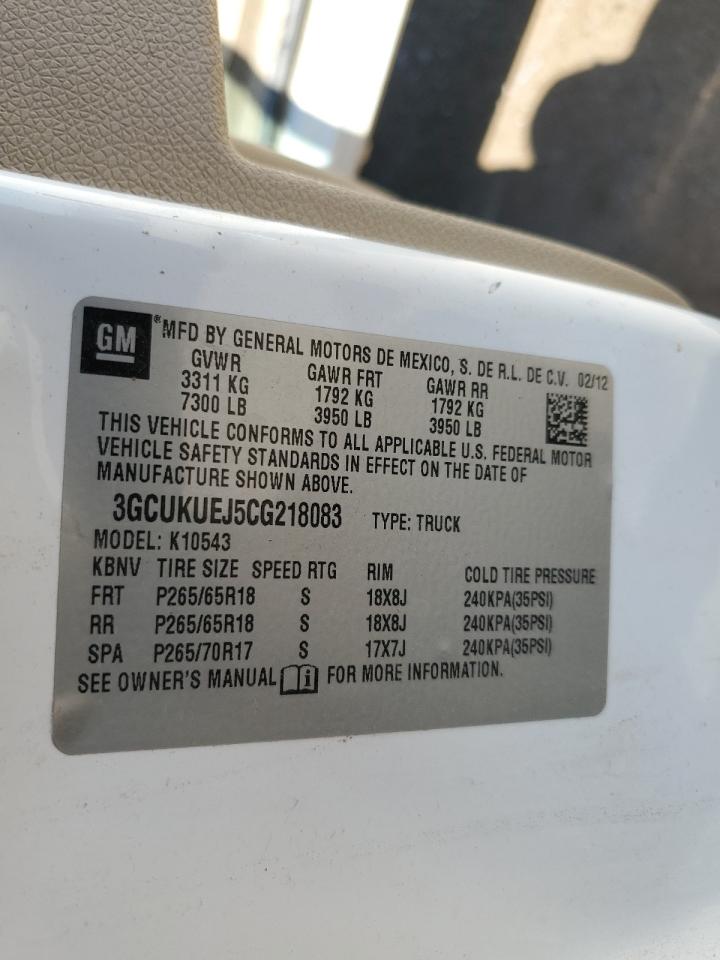 GM ® MFD BY GENERAL MOTORS DE MEXICO, S. DE R.L. DE C.V. 02/12
GVWR GAWR FRT GAWR RR
3311 KG 1792 KG 1792 KG
7300 LB 3950 LB 3950 LB
THIS VEHICLE CONFORMS TO ALL APPLICABLE U.S. FEDERAL MOTOR
VEHICLE SAFETY STANDARDS IN EFFECT ON THE DATE OF
MANUFACTURE SHOWN ABOVE.
3GCUKUEJ5CG218083 TYPE: TRUCK
MODEL: K10543
KBNV TIRE SIZE SPEED RTG RIM COLD TIRE PRESSURE
FRT P265/65R18 S 18X8J 240KPA(35PSI)
RR P265/65R18 S 18X8J 240KPA(35PSI)
SPA P265/70R17 S 17X7J 240KPA(35PSI)
SEE OWNER'S MANUAL i FOR MORE INFORMATION.